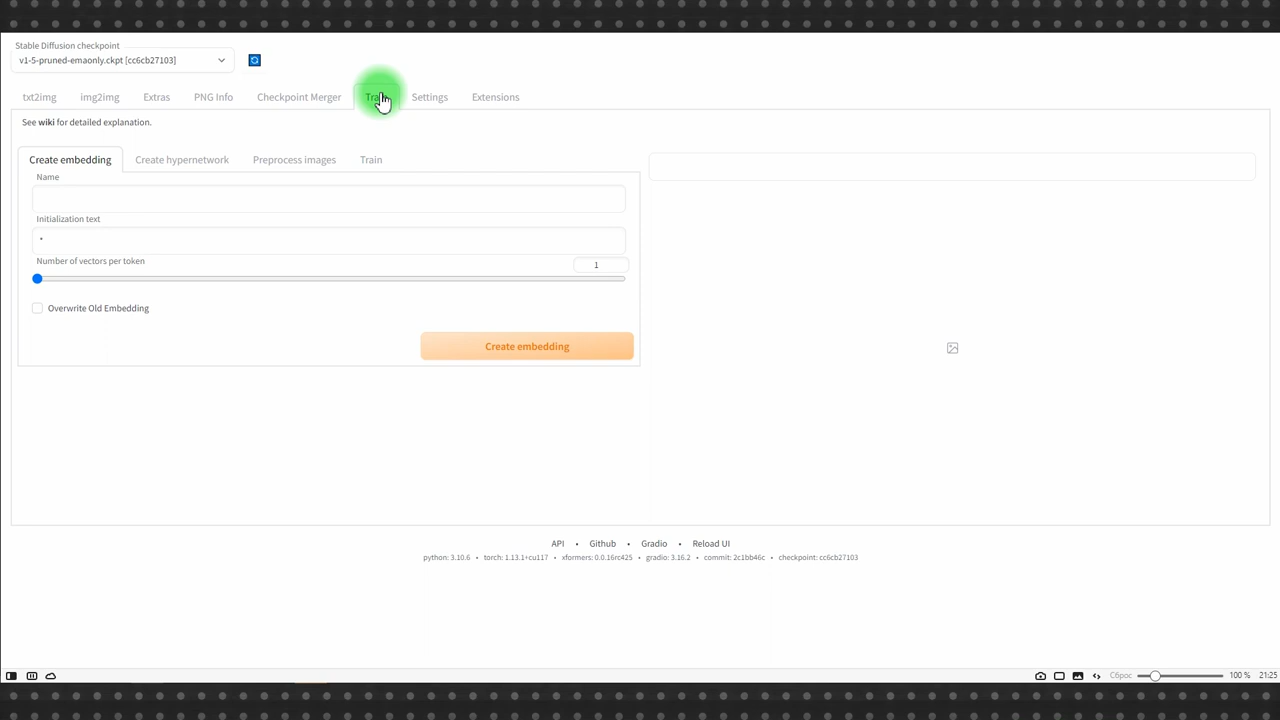 Stable Diffusion checkpoint
v1-5-pruned-emaonly.ckpt [cc6cb27103]
txt2img img2img Extras PNG Info Checkpoint Merger Train Settings Extensions
See wiki for detailed explanation.
Create embedding Create hypernetwork Preprocess images Train
Name
Initialization text
*
Number of vectors per token 1
Overwrite Old Embedding
Create embedding
API • Github • Gradio • Reload UI
python: 3.10.6 • torch: 1.13.1+cu117 • xformers: 0.0.16rc425 • gradio: 3.16.2 • commit: 2c1bb46c • checkpoint: cc6cb27103
Сброс 100 % 21:25